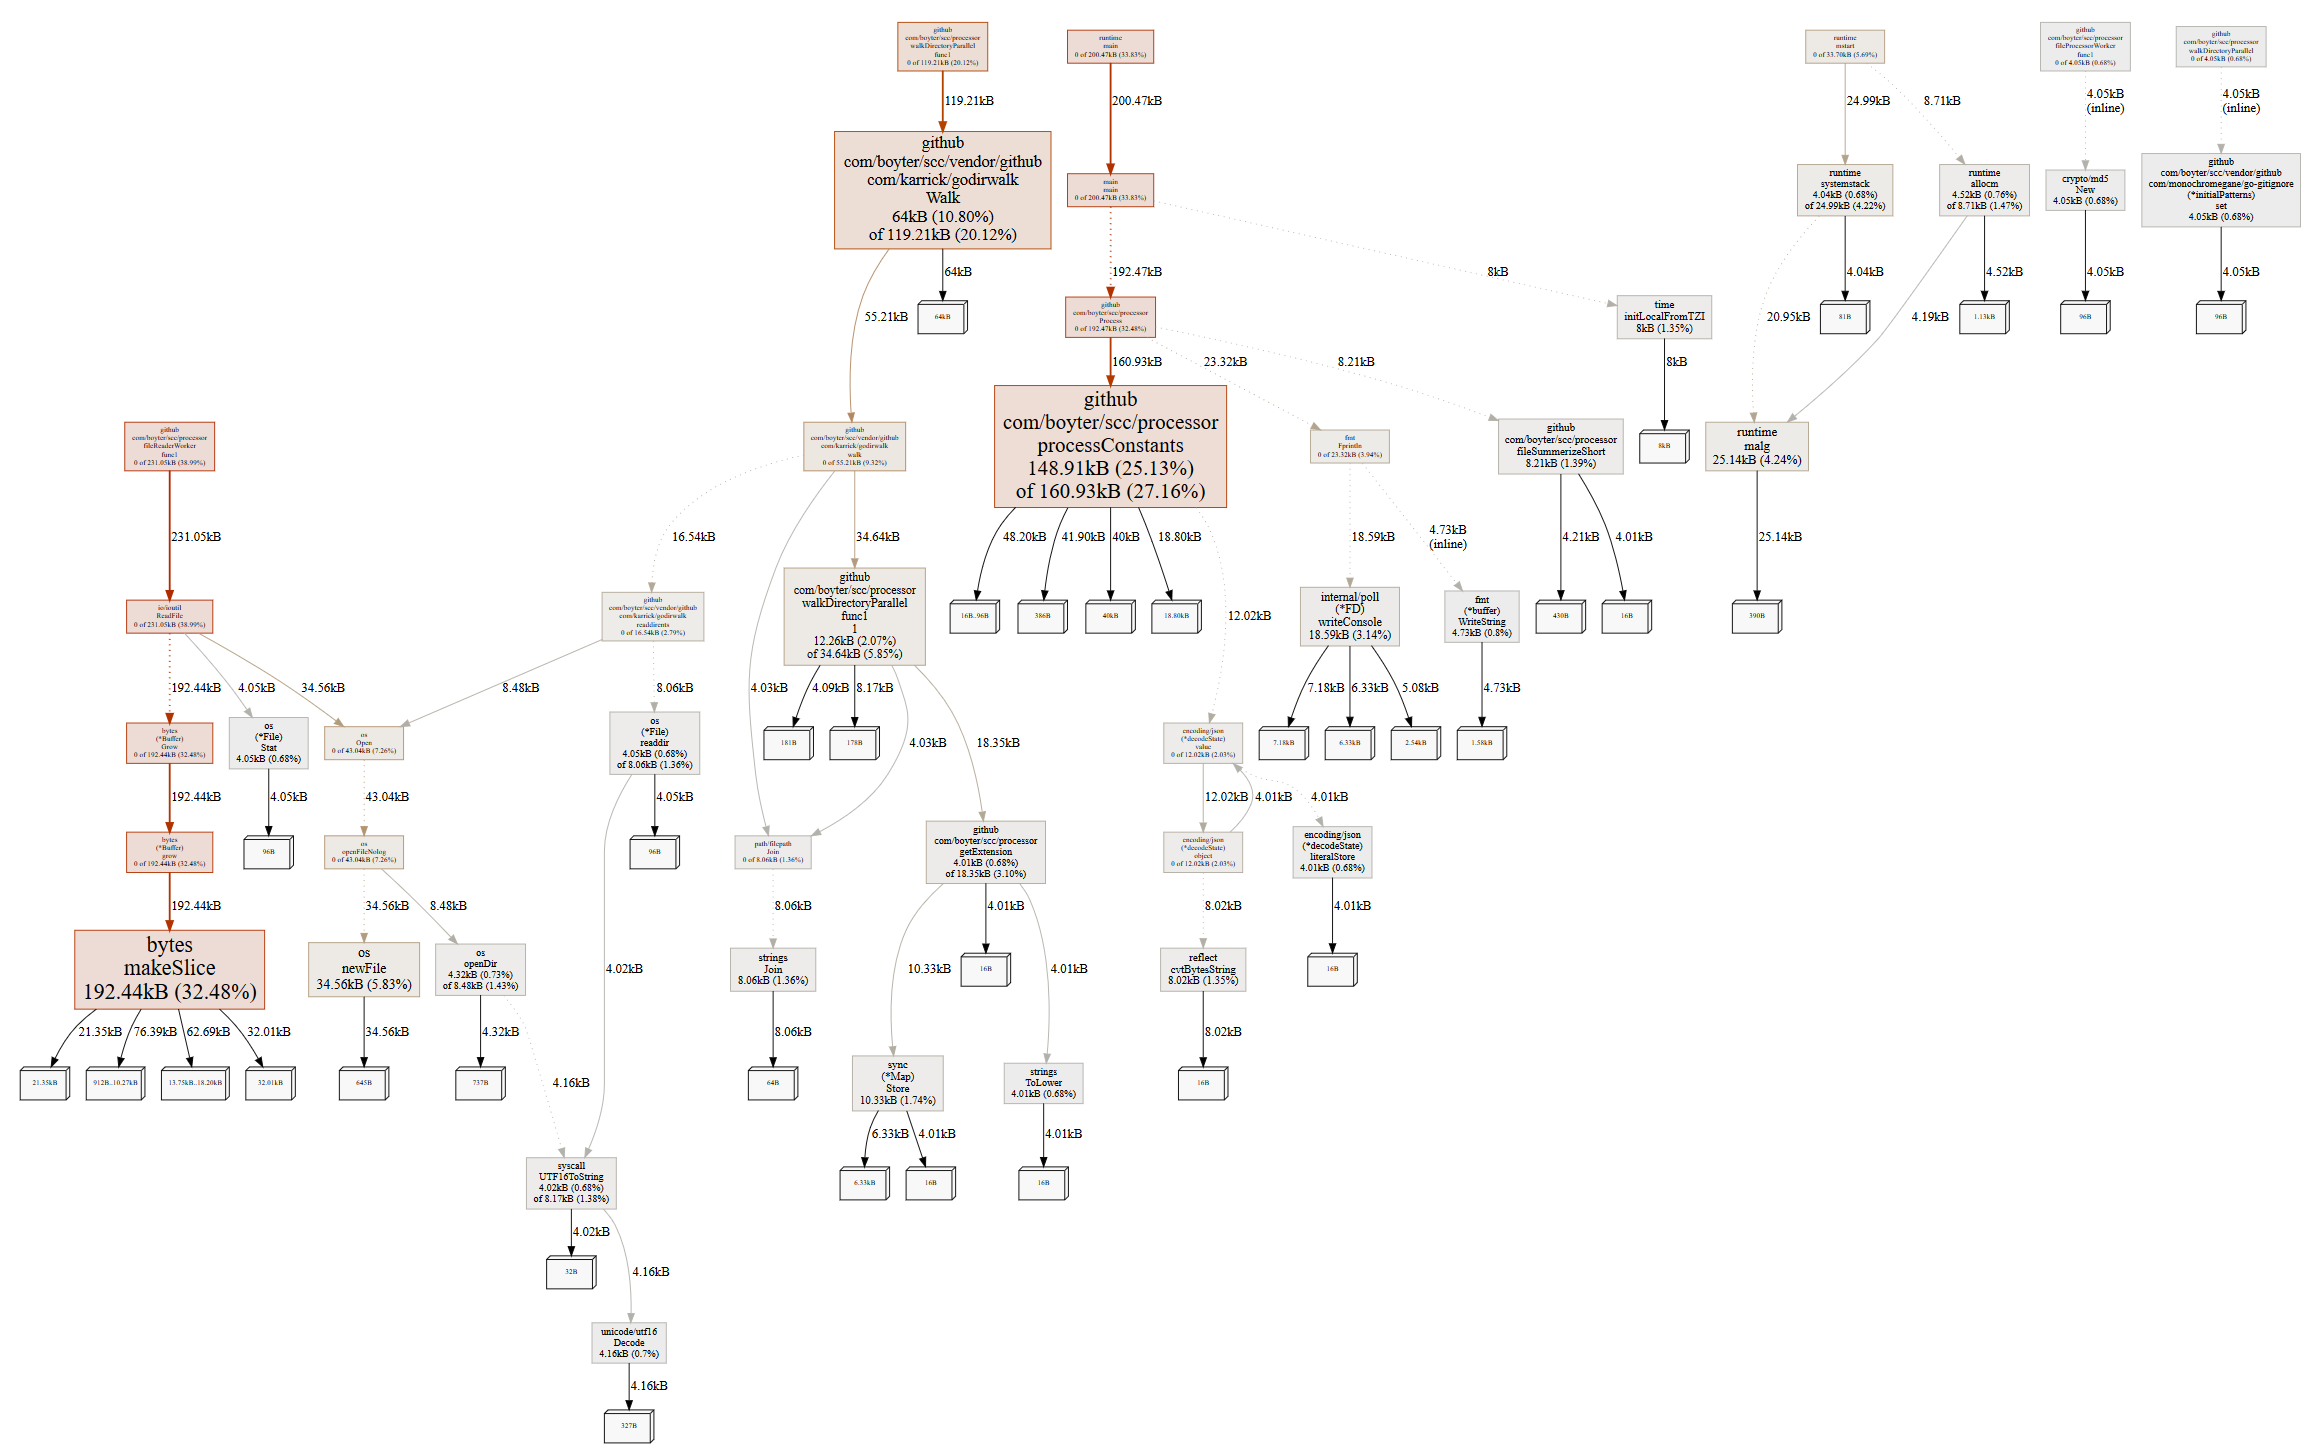 github
com/boyter/scc/processor
walkDirectoryParallel
func1
0 of 119.21kB (20.12%)
runtime
main
0 of 200.47kB (33.83%)
runtime
mstart
0 of 33.70kB (5.69%)
github
com/boyter/scc/processor
fileProcessorWorker
func1
0 of 4.05kB (0.68%)
github
com/boyter/scc/processor
walkDirectoryParallel
0 of 4.05kB (0.68%)
119.21kB
200.47kB
24.99kB
8.71kB
4.05kB
(inline)
4.05kB
(inline)
github
com/boyter/scc/vendor/github
com/karrick/godirwalk
Walk
64kB (10.80%)
of 119.21kB (20.12%)
main
main
0 of 200.47kB (33.83%)
runtime
systemstack
4.04kB (0.68%)
of 24.99kB (4.22%)
runtime
allocm
4.52kB (0.76%)
of 8.71kB (1.47%)
crypto/md5
New
4.05kB (0.68%)
github
com/boyter/scc/vendor/github
com/monochromegane/go-gitignore
(*initialPatterns)
set
4.05kB (0.68%)
64kB
192.47kB
8kB
4.04kB
4.52kB
4.05kB
4.05kB
55.21kB
64kB
github
com/boyter/scc/processor
Process
0 of 192.47kB (32.48%)
time
initLocalFromTZI
8kB (1.35%)
20.95kB
81B
4.19kB
1.13kB
96B
96B
160.93kB
23.32kB
8.21kB
8kB
github
com/boyter/scc/processor
fileReaderWorker
func1
0 of 231.05kB (38.99%)
github
com/boyter/scc/vendor/github
com/karrick/godirwalk
walk
0 of 55.21kB (9.32%)
github
com/boyter/scc/processor
processConstants
148.91kB (25.13%)
of 160.93kB (27.16%)
fmt
Fprintln
0 of 23.32kB (3.94%)
github
com/boyter/scc/processor
fileSummerizeShort
8.21kB (1.39%)
8kB
runtime
malg
25.14kB (4.24%)
231.05kB
16.54kB
34.64kB
48.20kB
41.90kB
40kB
18.80kB
18.59kB
4.73kB
(inline)
4.21kB
4.01kB
25.14kB
io/ioutil
ReadFile
0 of 231.05kB (38.99%)
github
com/boyter/scc/vendor/github
com/karrick/godirwalk
readdirents
0 of 16.54kB (2.79%)
github
com/boyter/scc/processor
walkDirectoryParallel
func1
1
12.26kB (2.07%)
of 34.64kB (5.85%)
16B..96B
386B
40kB
18.80kB
12.02kB
internal/poll
(*FD)
writeConsole
18.59kB (3.14%)
fmt
(*buffer)
WriteString
4.73kB (0.8%)
430B
16B
390B
192.44kB
4.05kB
34.56kB
8.48kB
8.06kB
4.03kB
4.09kB
8.17kB
7.18kB
6.33kB
5.08kB
4.73kB
bytes
(*Buffer)
Grow
0 of 192.44kB (32.48%)
os
(*File)
Stat
4.05kB (0.68%)
os
Open
0 of 43.04kB (7.26%)
os
(*File)
readdir
4.05kB (0.68%)
of 8.06kB (1.36%)
181B
178B
4.03kB
18.35kB
encoding/json
(*decodeState)
value
0 of 12.02kB (2.03%)
7.18kB
6.33kB
2.54kB
1.58kB
192.44kB
4.05kB
43.04kB
4.05kB
12.02kB
4.01kB
4.01kB
bytes
(*Buffer)
grow
0 of 192.44kB (32.48%)
96B
os
openFileNolog
0 of 43.04kB (7.26%)
96B
path/filepath
Join
0 of 8.06kB (1.36%)
github
com/boyter/scc/processor
getExtension
4.01kB (0.68%)
of 18.35kB (3.10%)
encoding/json
(*decodeState)
object
0 of 12.02kB (2.03%)
encoding/json
(*decodeState)
literalStore
4.01kB (0.68%)
192.44kB
34.56kB
8.48kB
8.06kB
4.01kB
8.02kB
4.01kB
bytes
makeSlice
192.44kB (32.48%)
os
newFile
34.56kB (5.83%)
os
openDir
4.32kB (0.73%)
of 8.48kB (1.43%)
4.02kB
strings
Join
8.06kB (1.36%)
10.33kB
16B
4.01kB
reflect
cvtBytesString
8.02kB (1.35%)
16B
21.35kB
76.39kB
62.69kB
32.01kB
34.56kB
4.32kB
8.06kB
8.02kB
21.35kB
912B..10.27kB
13.75kB..18.20kB
32.01kB
645B
737B
4.16kB
64B
sync
(*Map)
Store
10.33kB (1.74%)
strings
ToLower
4.01kB (0.68%)
16B
6.33kB
4.01kB
4.01kB
syscall
UTF16ToString
4.02kB (0.68%)
of 8.17kB (1.38%)
6.33kB
16B
16B
4.02kB
32B
4.16kB
unicode/utf16
Decode
4.16kB (0.7%)
4.16kB
327B